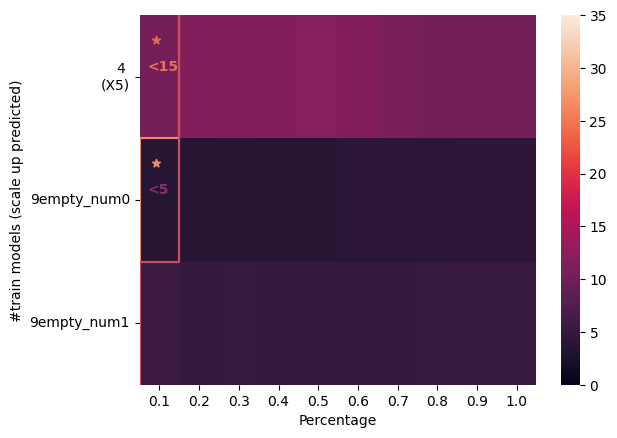 #train models (scale up predicted)
4
(X5)
9empty_num0
9empty_num1
★
<15
★
<5
0.1 0.2 0.3 0.4 0.5 0.6 0.7 0.8 0.9 1.0
Percentage
35
30
25
20
15
10
5
0